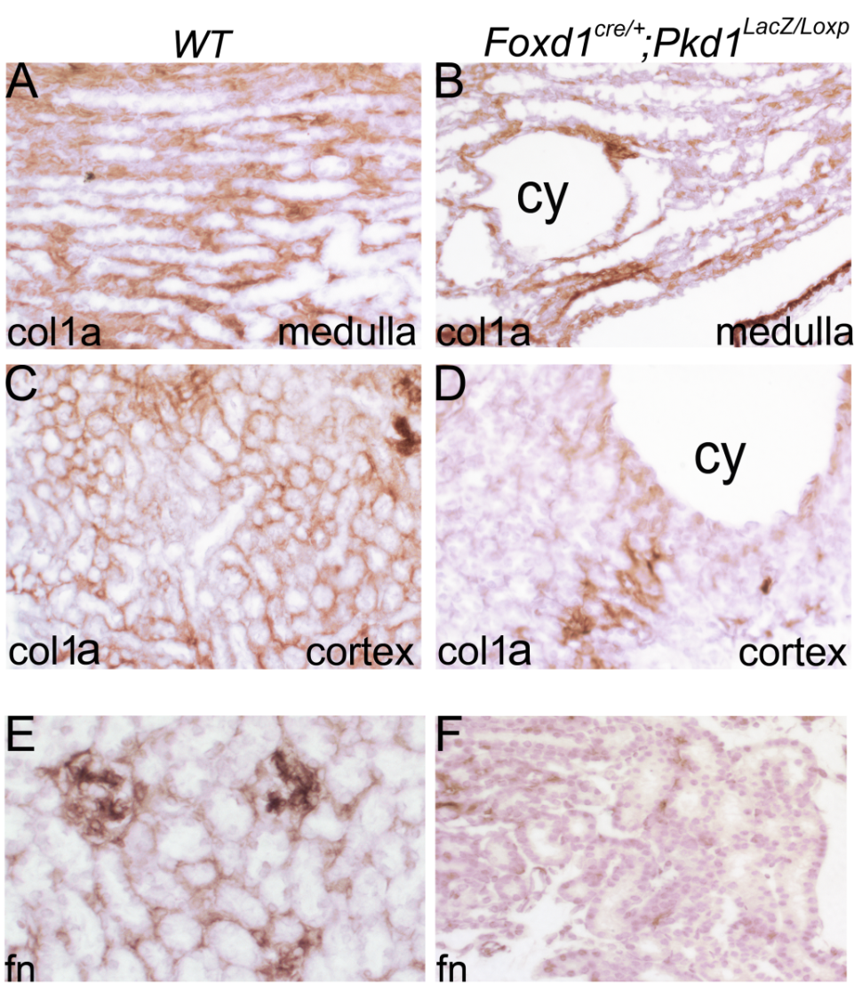 WT Foxd1cre/+;Pkd1LacZ/Loxp
A B
cy
col1a medulla col1a medulla
C D
cy
col1a cortex col1a cortex
E F
fn fn